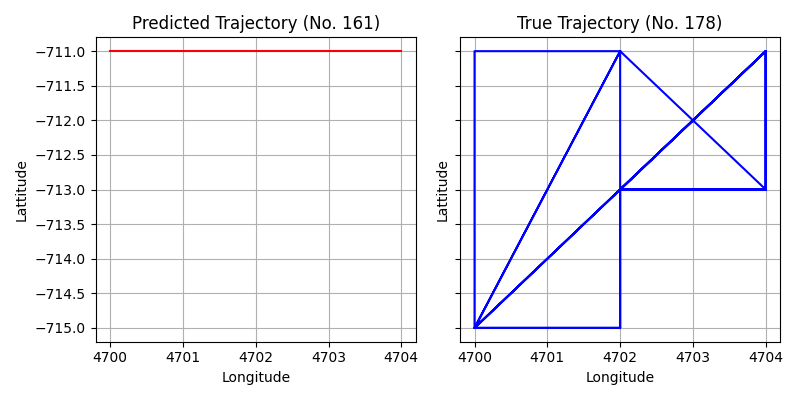 Predicted Trajectory (No. 161)
True Trajectory (No. 178)
−711.0
−711.5
−712.0
−712.5
−713.0
−713.5
−714.0
−714.5
−715.0
Lattitude
Lattitude
4700 4701 4702 4703 4704
4700 4701 4702 4703 4704
Longitude
Longitude